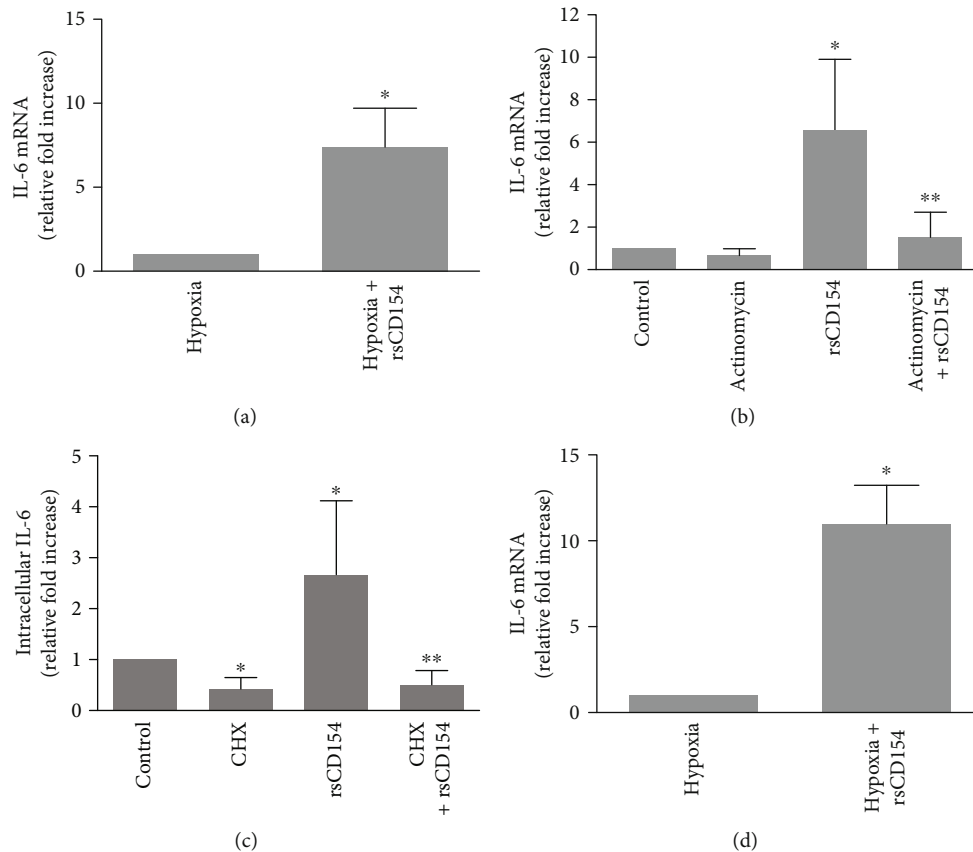 IL-6 mRNA
(relative fold increase)
15
10
5
0
*
Hypoxia
Hypoxia +
rsCD154
(a)
IL-6 mRNA
(relative fold increase)
12
10
8
6
4
2
0
*
**
Control
Actinomycin
rsCD154
Actinomycin
+ rsCD154
(b)
Intracellular IL-6
(relative fold increase)
5
4
3
2
1
0
*
*
**
Control
CHX
rsCD154
CHX
+ rsCD154
(c)
IL-6 mRNA
(relative fold increase)
15
10
5
0
*
Hypoxia
Hypoxia +
rsCD154
(d)